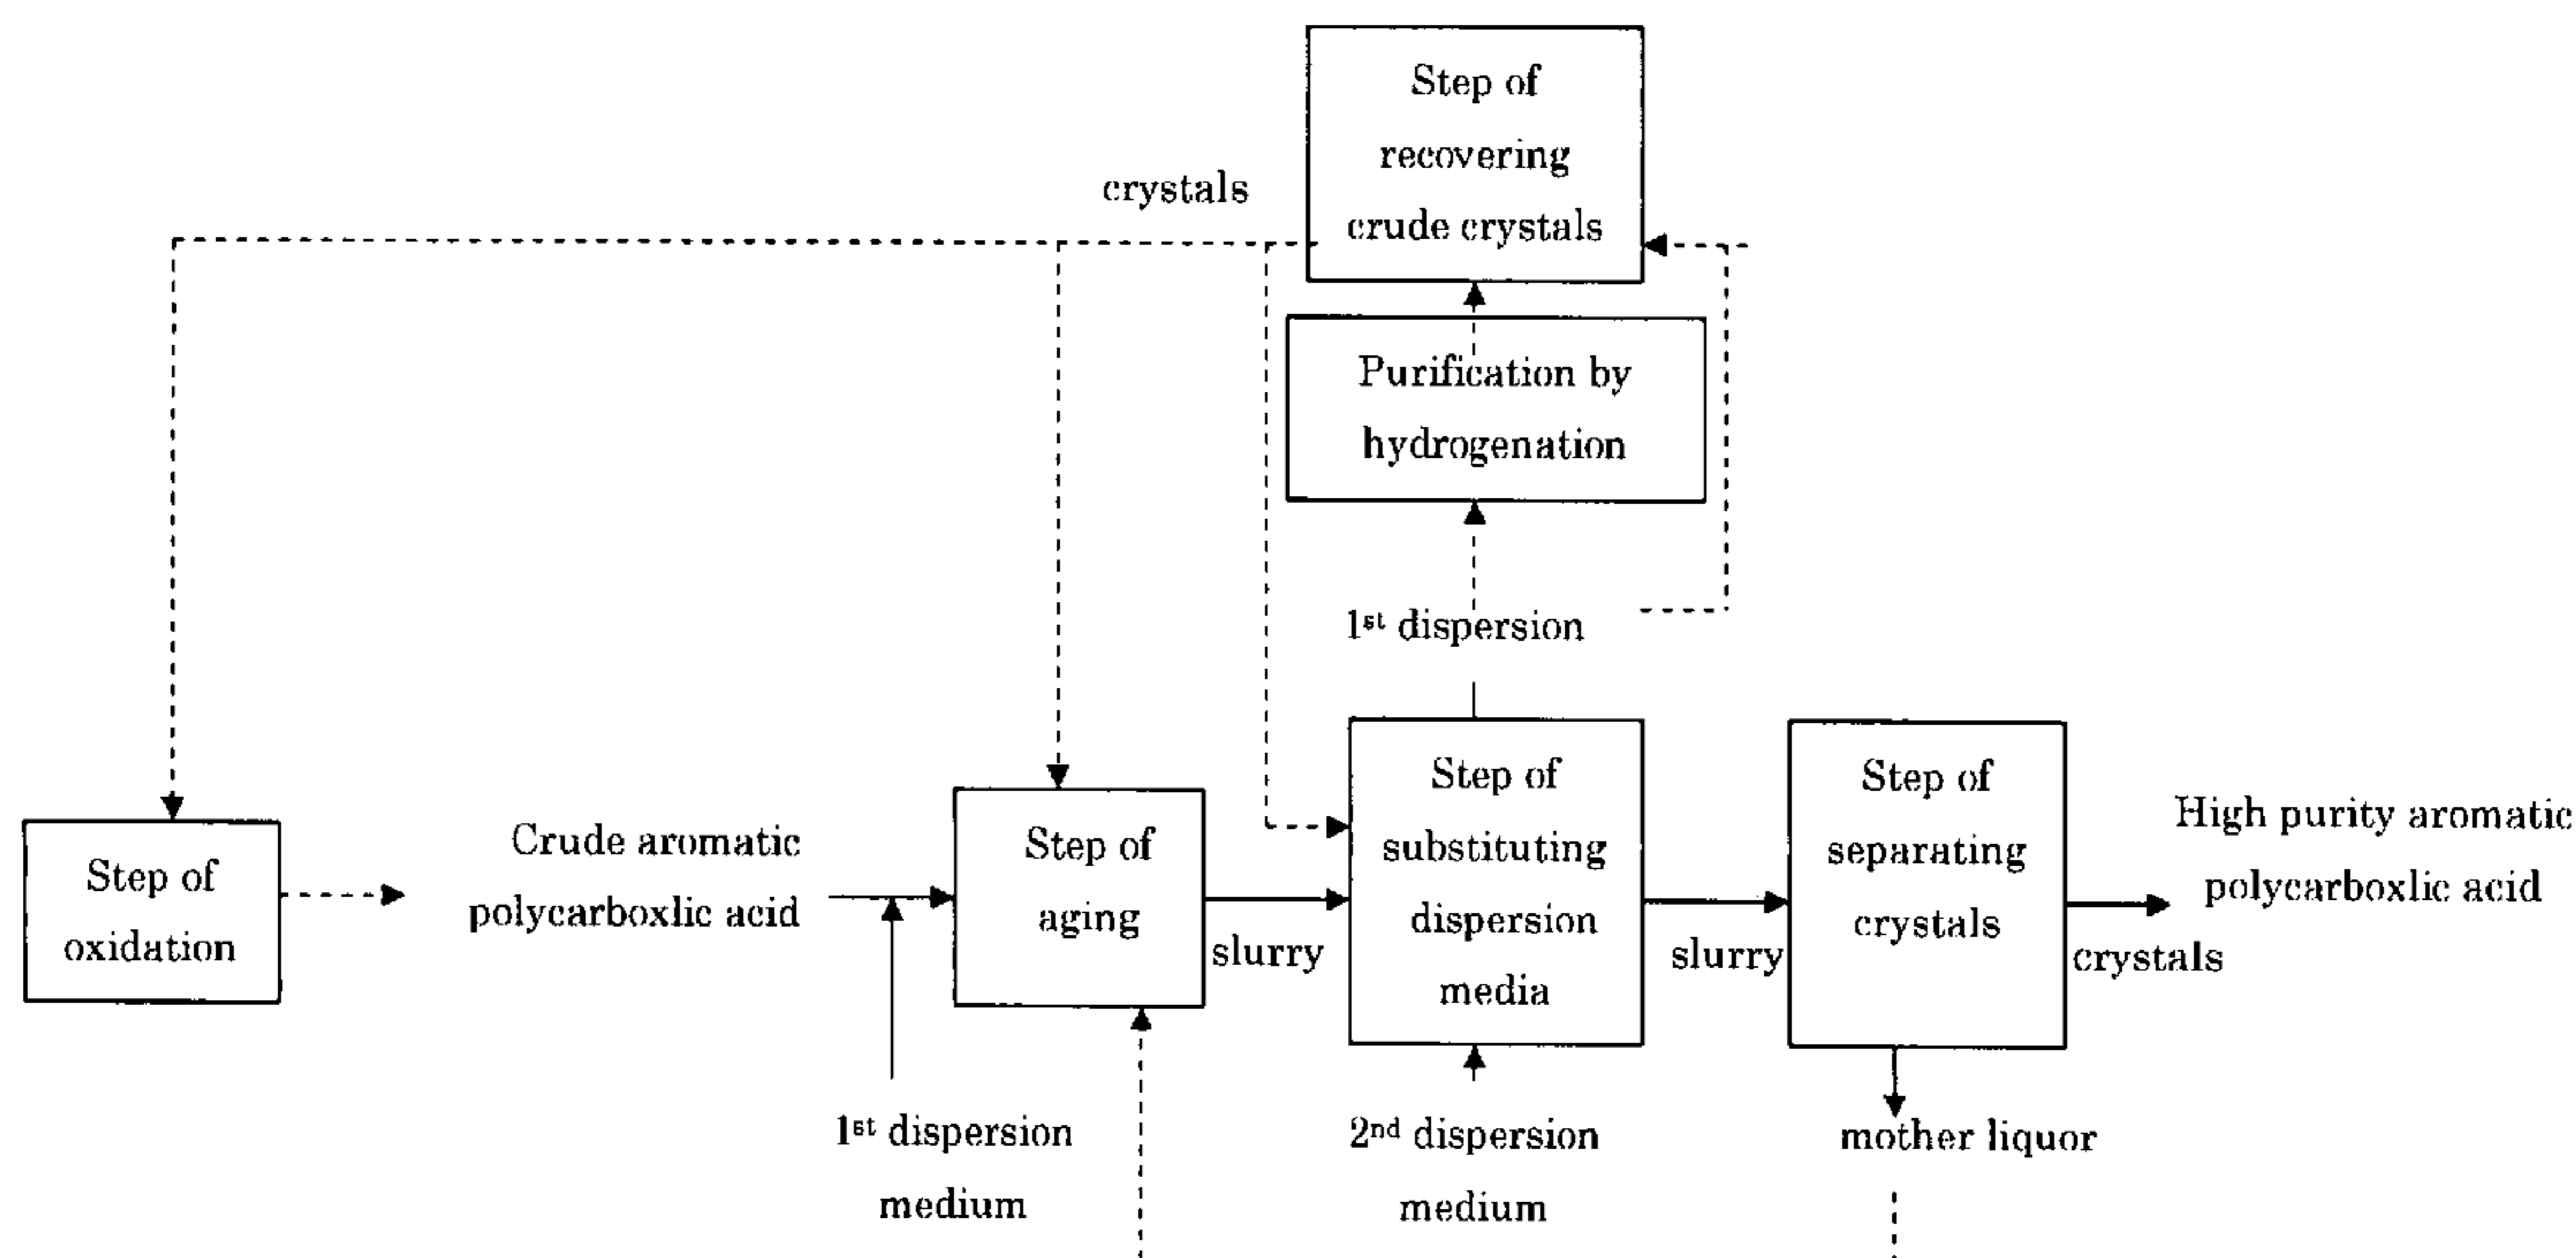 Step of
recovering
crude crystals
crystals
Purification by
hydrogenation
1st dispersion
Step of
oxidation
Crude aromatic
polycarboxlic acid
Step of
aging
slurry
Step of
substituting
dispersion
media
slurry
Step of
separating
crystals
High purity aromatic
polycarboxlic acid
crystals
1st dispersion
medium
2nd dispersion
medium
mother liquor